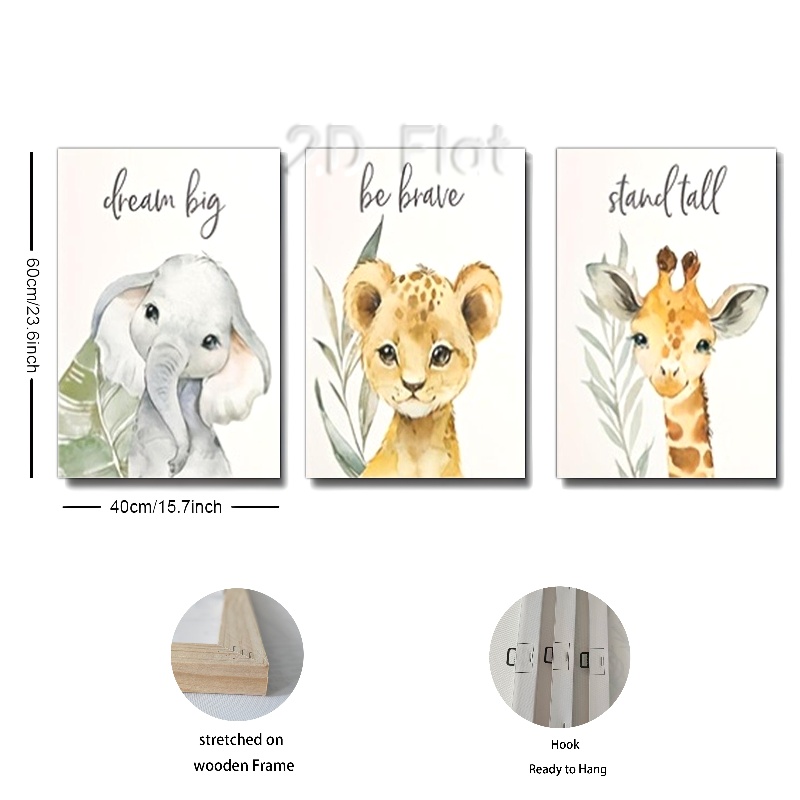 2D Flat
dream big
be brave
stand tall
60cm/23.6inch
40cm/15.7inch
stretched on
wooden Frame
Hook
Ready to Hang